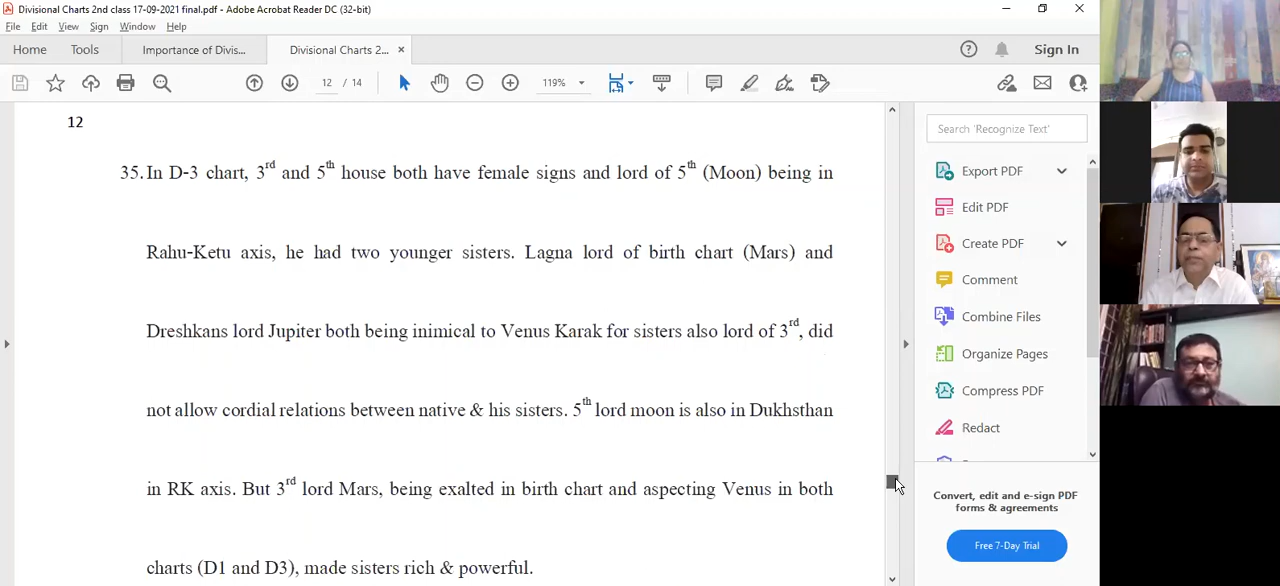 Divisional Charts 2nd class 17-09-2021 final.pdf - Adobe Acrobat Reader DC (32-bit)
File Edit View Sign Window Help
Home Tools Importance of Divis... Divisional Charts 2... × Sign In
12 / 14 119%
12
35. In D-3 chart, 3rd and 5th house both have female signs and lord of 5th (Moon) being in
Rahu-Ketu axis, he had two younger sisters. Lagna lord of birth chart (Mars) and
Dreshkans lord Jupiter both being inimical to Venus Karak for sisters also lord of 3rd, did
not allow cordial relations between native & his sisters. 5th lord moon is also in Dukhsthan
in RK axis. But 3rd lord Mars, being exalted in birth chart and aspecting Venus in both
charts (D1 and D3), made sisters rich & powerful.
Search 'Recognize Text'
Export PDF
Edit PDF
Create PDF
Comment
Combine Files
Organize Pages
Compress PDF
Redact
Convert, edit and e-sign PDF
forms & agreements
Free 7-Day Trial